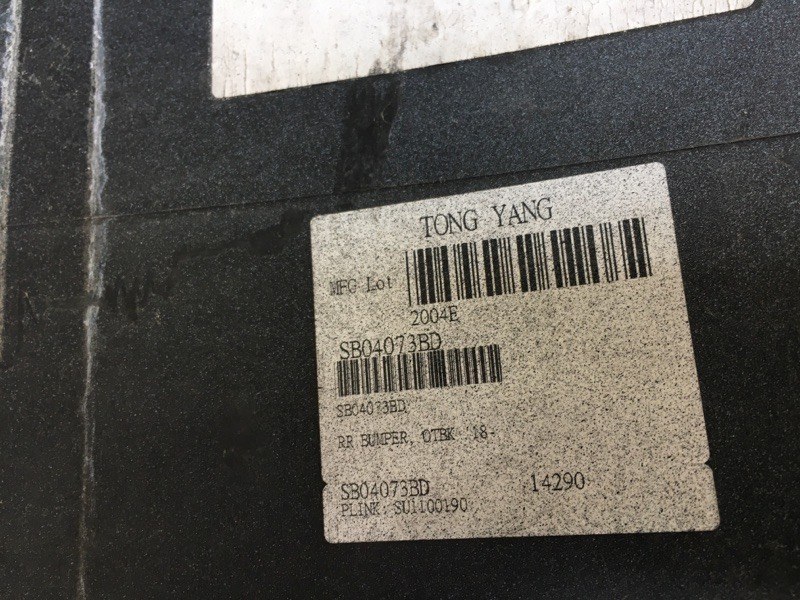 TONG YANG
MFG Lot
2004E
SB04073BD
SB04073BD
RR BUMPER, OTBK 18-
SB04073BD 14290
PLINK: SU1100190